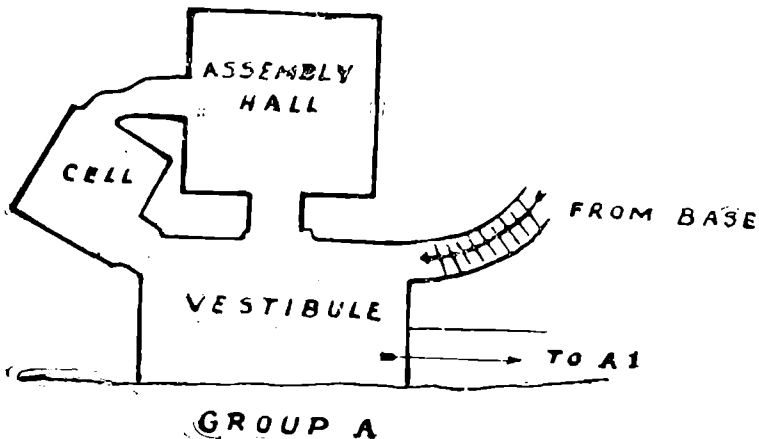 ASSEMBLY
HALL
CELL
FROM BASE
VESTIBULE
TO A1
GROUP A